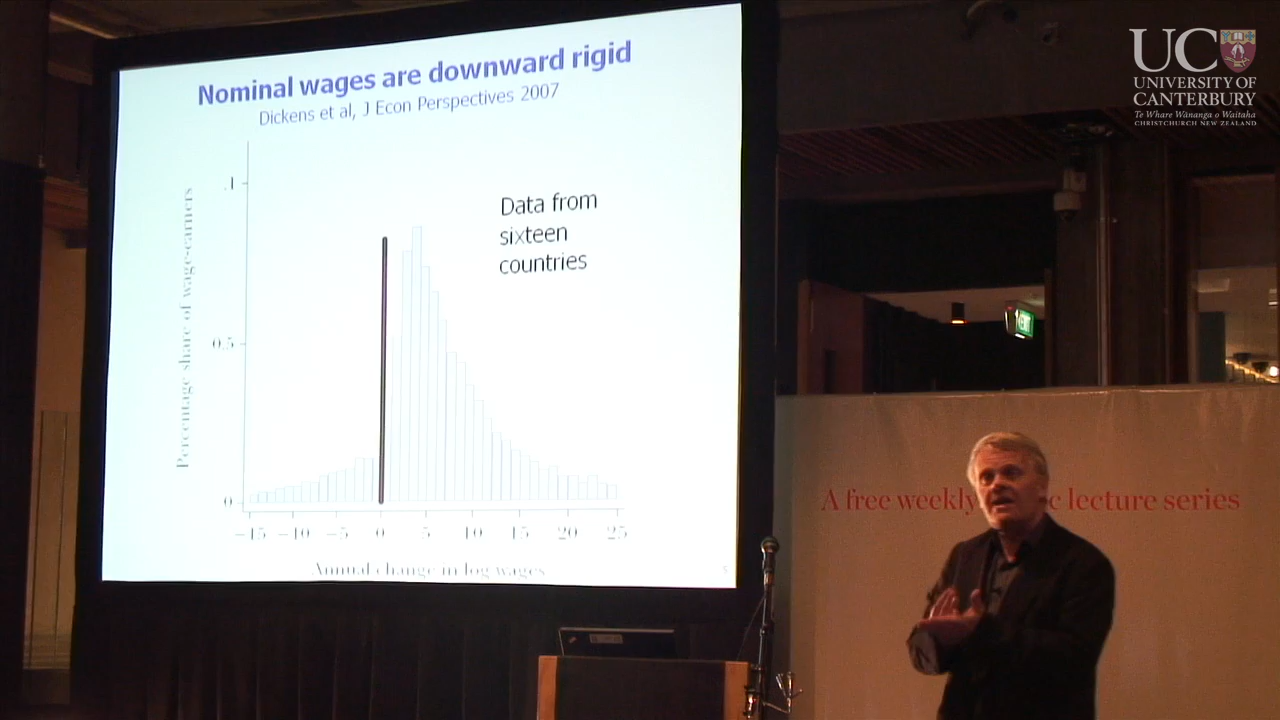 Nominal wages are downward rigid
Dickens et al, J Econ Perspectives 2007
Percentage share of wage-earners
.1
0.5
0
Data from
sixteen
countries
−15 −10 −5 0 5 10 15 20 25
Annual change in log wages
5
UC
UNIVERSITY OF
CANTERBURY
Te Whare Wānanga o Waitaha
CHRISTCHURCH NEW ZEALAND
EXIT
A free weekly c lecture series